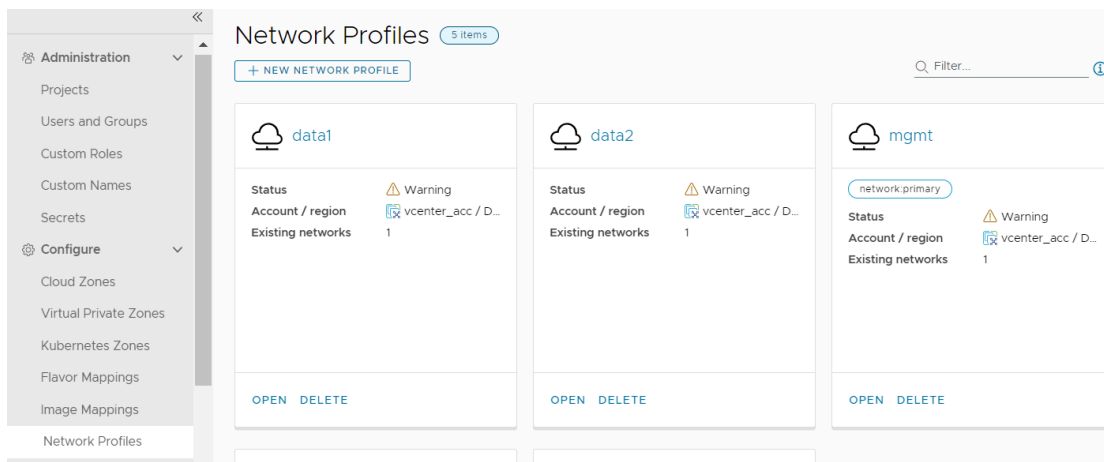 Administration
Projects
Users and Groups
Custom Roles
Custom Names
Secrets
Configure
Cloud Zones
Virtual Private Zones
Kubernetes Zones
Flavor Mappings
Image Mappings
Network Profiles
Network Profiles 5 items
+ NEW NETWORK PROFILE
Filter...
data1
Status Warning
Account / region vcenter_acc / D...
Existing networks 1
OPEN DELETE
data2
Status Warning
Account / region vcenter_acc / D...
Existing networks 1
OPEN DELETE
mgmt
network:primary
Status Warning
Account / region vcenter_acc / D...
Existing networks 1
OPEN DELETE